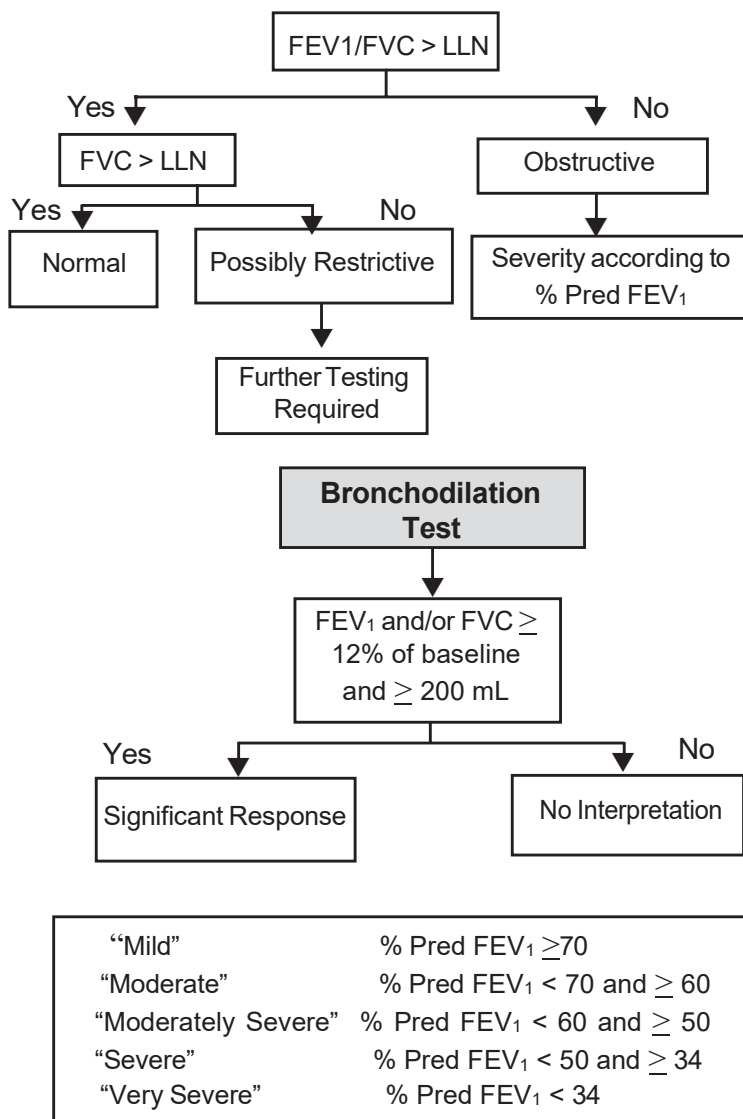 FEV1/FVC > LLN
Yes
No
FVC > LLN
Obstructive
Yes
No
Normal
Possibly Restrictive
Severity according to
% Pred FEV₁
Further Testing
Required
Bronchodilation
Test
FEV₁ and/or FVC ≥
12% of baseline
and ≥ 200 mL
Yes
No
Significant Response
No Interpretation
“Mild” % Pred FEV₁ ≥70
“Moderate” % Pred FEV₁ < 70 and ≥ 60
“Moderately Severe” % Pred FEV₁ < 60 and ≥ 50
“Severe” % Pred FEV₁ < 50 and ≥ 34
“Very Severe” % Pred FEV₁ < 34